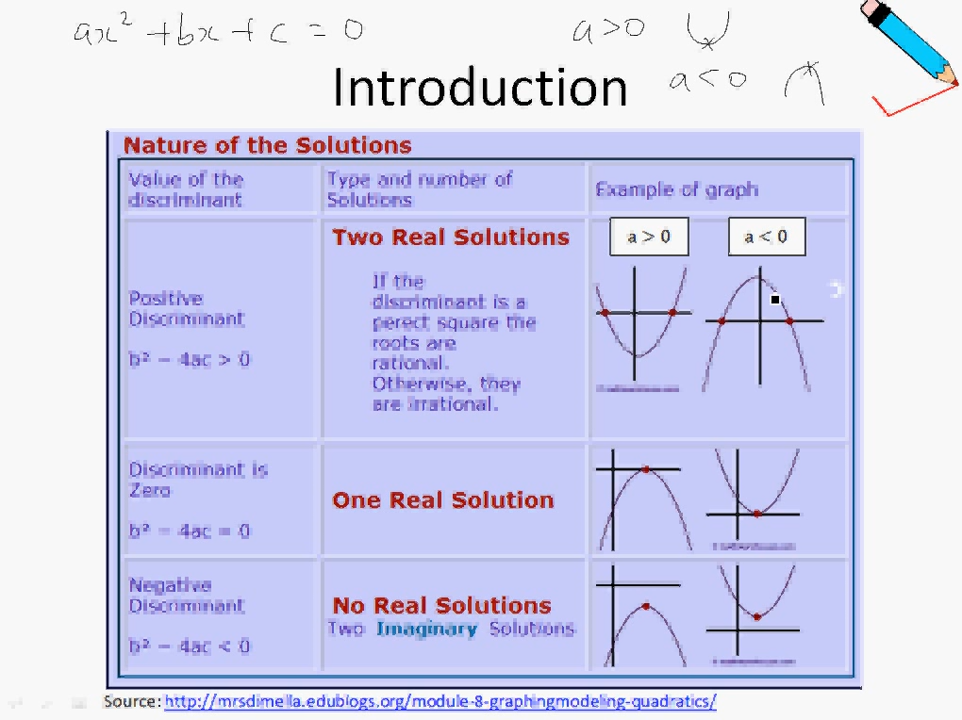 ax² + bx + c = 0
a > 0
a < 0
Introduction
Nature of the Solutions
Value of the
discriminant
Type and number of
Solutions
Example of graph
Positive
Discriminant
b² − 4ac > 0
Two Real Solutions
If the
discriminant is a
perect square the
roots are
rational.
Otherwise, they
are irrational.
a > 0
a < 0
Discriminant is
Zero
b² − 4ac = 0
One Real Solution
Negative
Discriminant
b² − 4ac < 0
No Real Solutions
Two Imaginary Solutions
Source: http://mrsdimella.edublogs.org/module-8-graphingmodeling-quadratics/